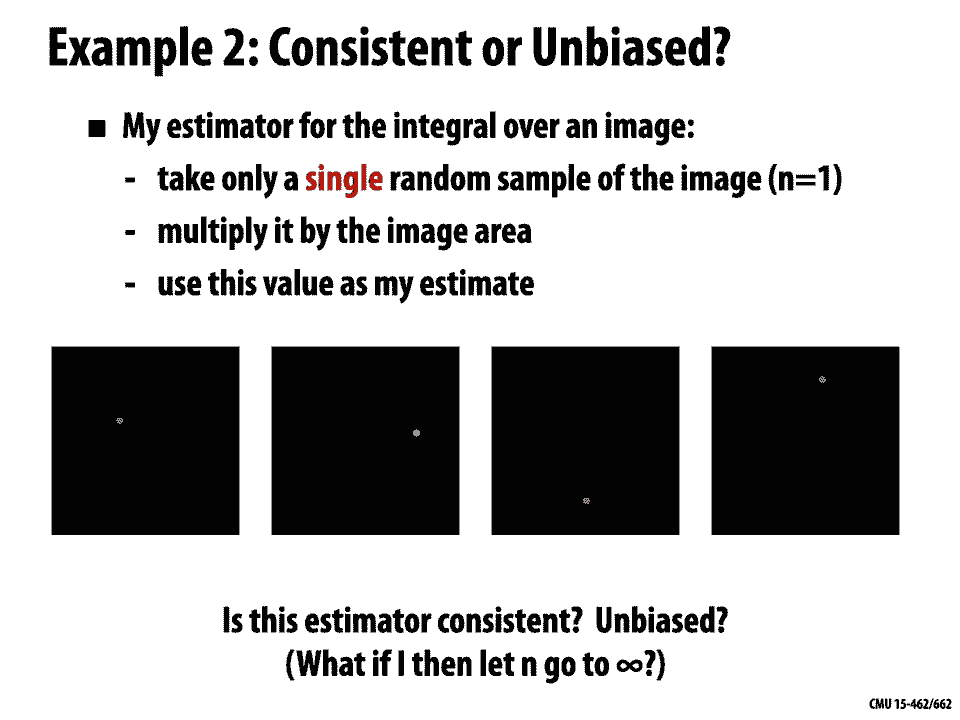 Example 2: Consistent or Unbiased?
■ My estimator for the integral over an image:
- take only a single random sample of the image (n=1)
- multiply it by the image area
- use this value as my estimate
Is this estimator consistent? Unbiased?
(What if I then let n go to ∞?)
CMU 15-462/662